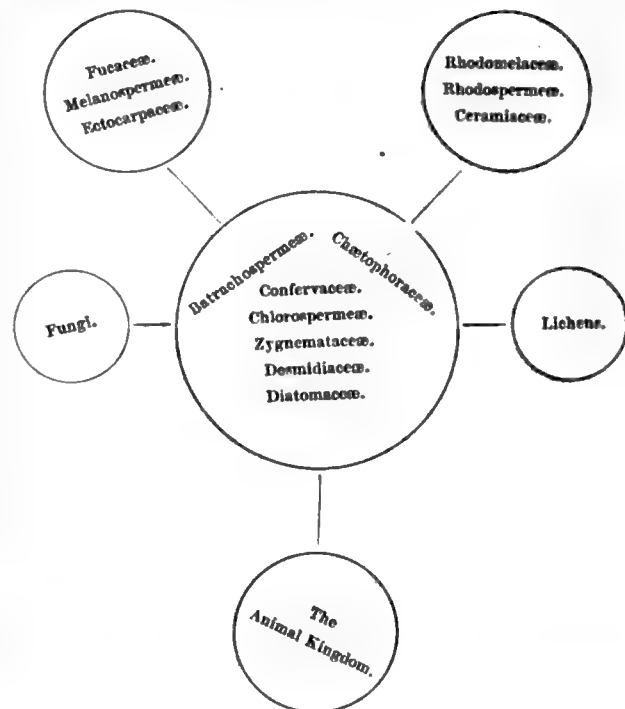 Fucaceæ.
Melanospermeæ.
Ectocarpaceæ.
Rhodomelaceæ.
Rhodospermeæ.
Ceramiaceæ.
Batrachospermeæ.
Chætophoraceæ.
Confervaceæ.
Chlorospermeæ.
Zygnemataceæ.
Desmidiaceæ.
Diatomaceæ.
Fungi.
Lichens.
The
Animal Kingdom.